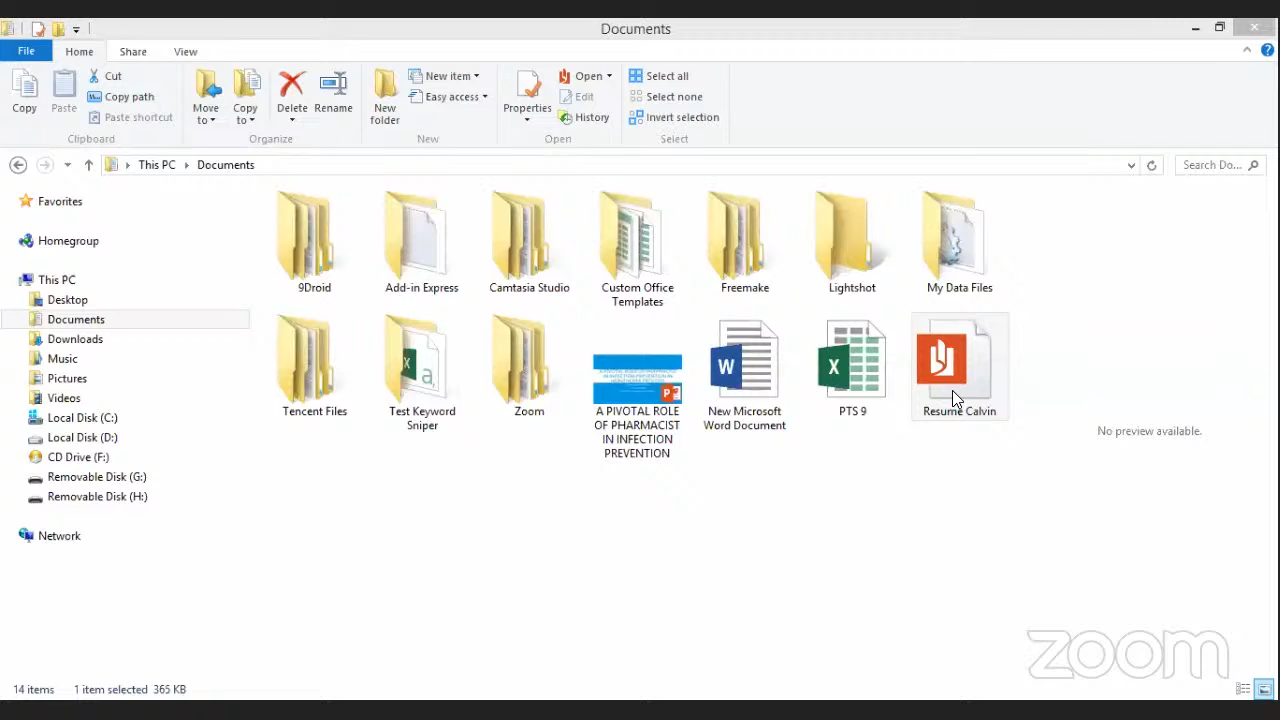 Documents
File Home Share View
Copy
Paste
Cut
Copy path
Paste shortcut
Clipboard
Move to
Copy to
Delete
Rename
Organize
New folder
New item
Easy access
New
Properties
Open
Edit
History
Open
Select all
Select none
Invert selection
Select
This PC Documents
Search Do...
Favorites
Homegroup
This PC
Desktop
Documents
Downloads
Music
Pictures
Videos
Local Disk (C:)
Local Disk (D:)
CD Drive (F:)
Removable Disk (G:)
Removable Disk (H:)
Network
9Droid
Add-in Express
Camtasia Studio
Custom Office
Templates
Freemake
Lightshot
My Data Files
Tencent Files
Test Keyword
Sniper
Zoom
A PIVOTAL ROLE
OF PHARMACIST
IN INFECTION
PREVENTION
New Microsoft
Word Document
PTS 9
Resume Calvin
No preview available.
zoom
14 items 1 item selected 365 KB